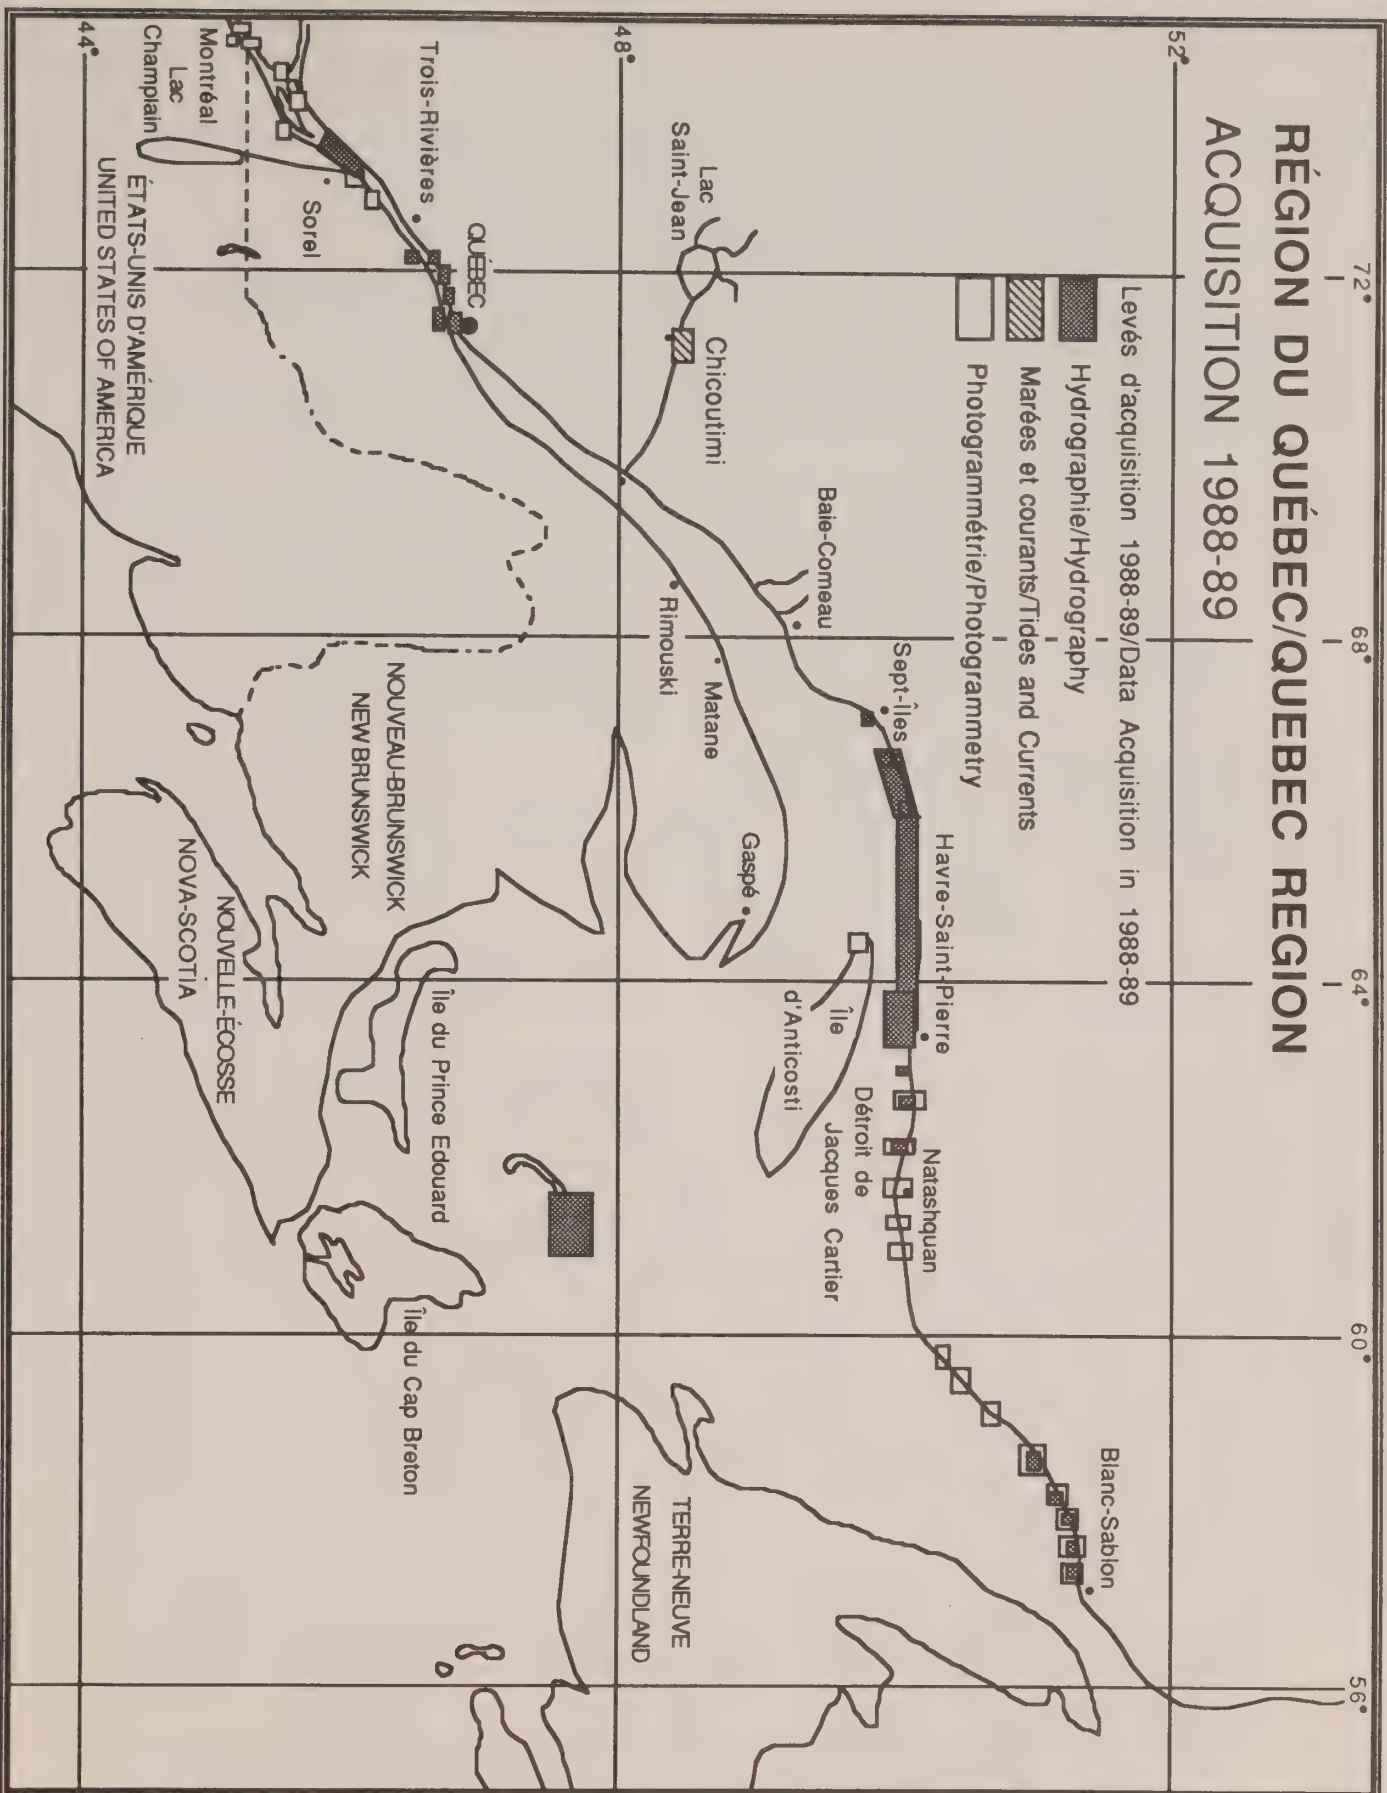 RÉGION DU QUÉBEC/QUEBEC REGION
ACQUISITION 1988-89
Levés d'acquisition 1988-89/Data Acquisition in 1988-89
Hydrographie/Hydrography
Marées et courants/Tides and Currents
Photogrammétrie/Photogrammetry
72°
68°
64°
60°
56°
52°
48°
44°
Blanc-Sablon
Natashquan
Havre-Saint-Pierre
Sept-Îles
Détroit de
Jacques Cartier
Île
d'Anticosti
Baie-Comeau
Lac
Saint-Jean
Chicoutimi
Gaspé
Matane
Rimouski
TERRE-NEUVE
NEWFOUNDLAND
QUÉBEC
Trois-Rivières
Sorel
Montréal
Lac
Champlain
Île du Prince Edouard
Île du Cap Breton
NOUVEAU-BRUNSWICK
NEW BRUNSWICK
NOUVELLE-ÉCOSSE
NOVA-SCOTIA
ÉTATS-UNIS D'AMÉRIQUE
UNITED STATES OF AMERICA